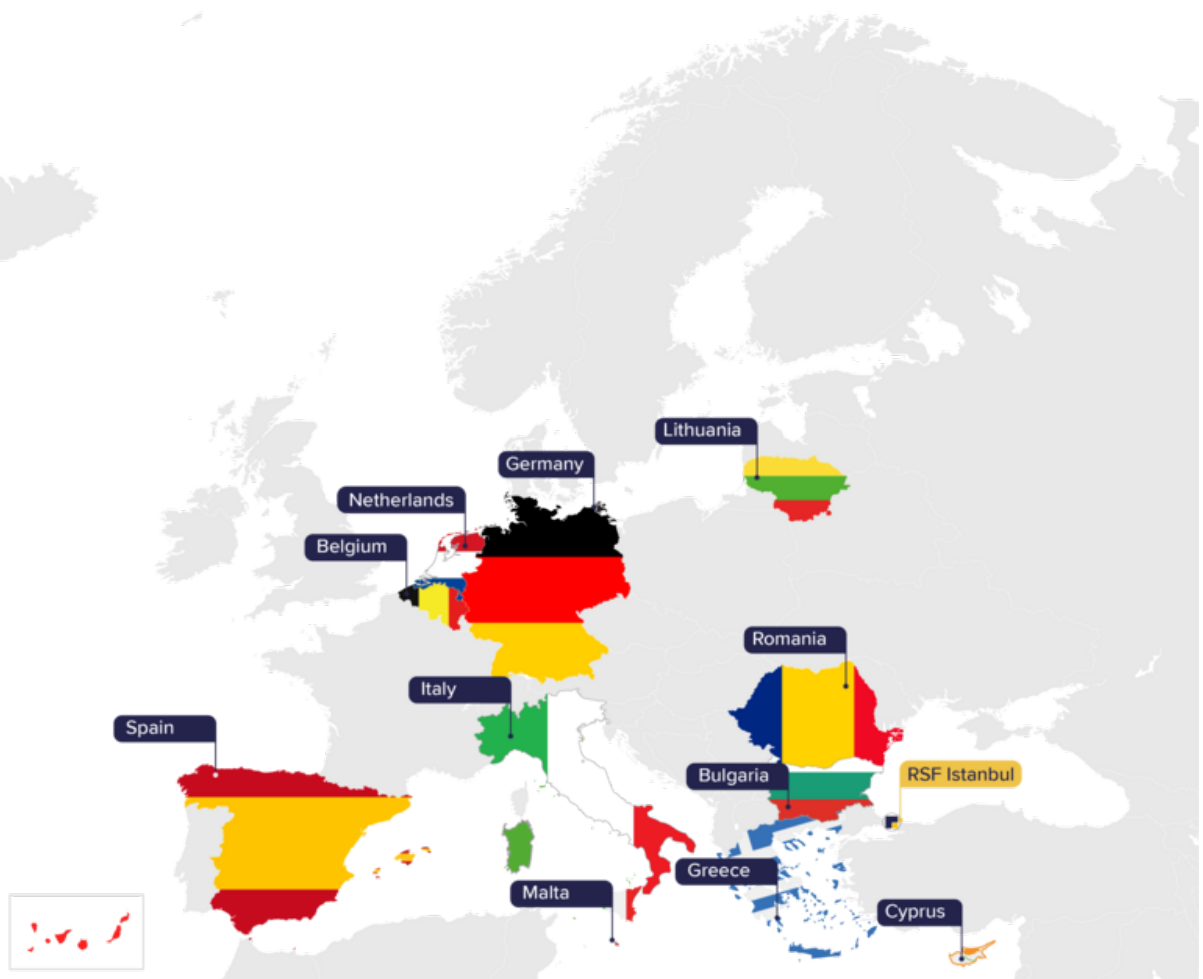 Lithuania
Germany
Netherlands
Belgium
Romania
Italy
Spain
Bulgaria
RSF Istanbul
Greece
Malta
Cyprus